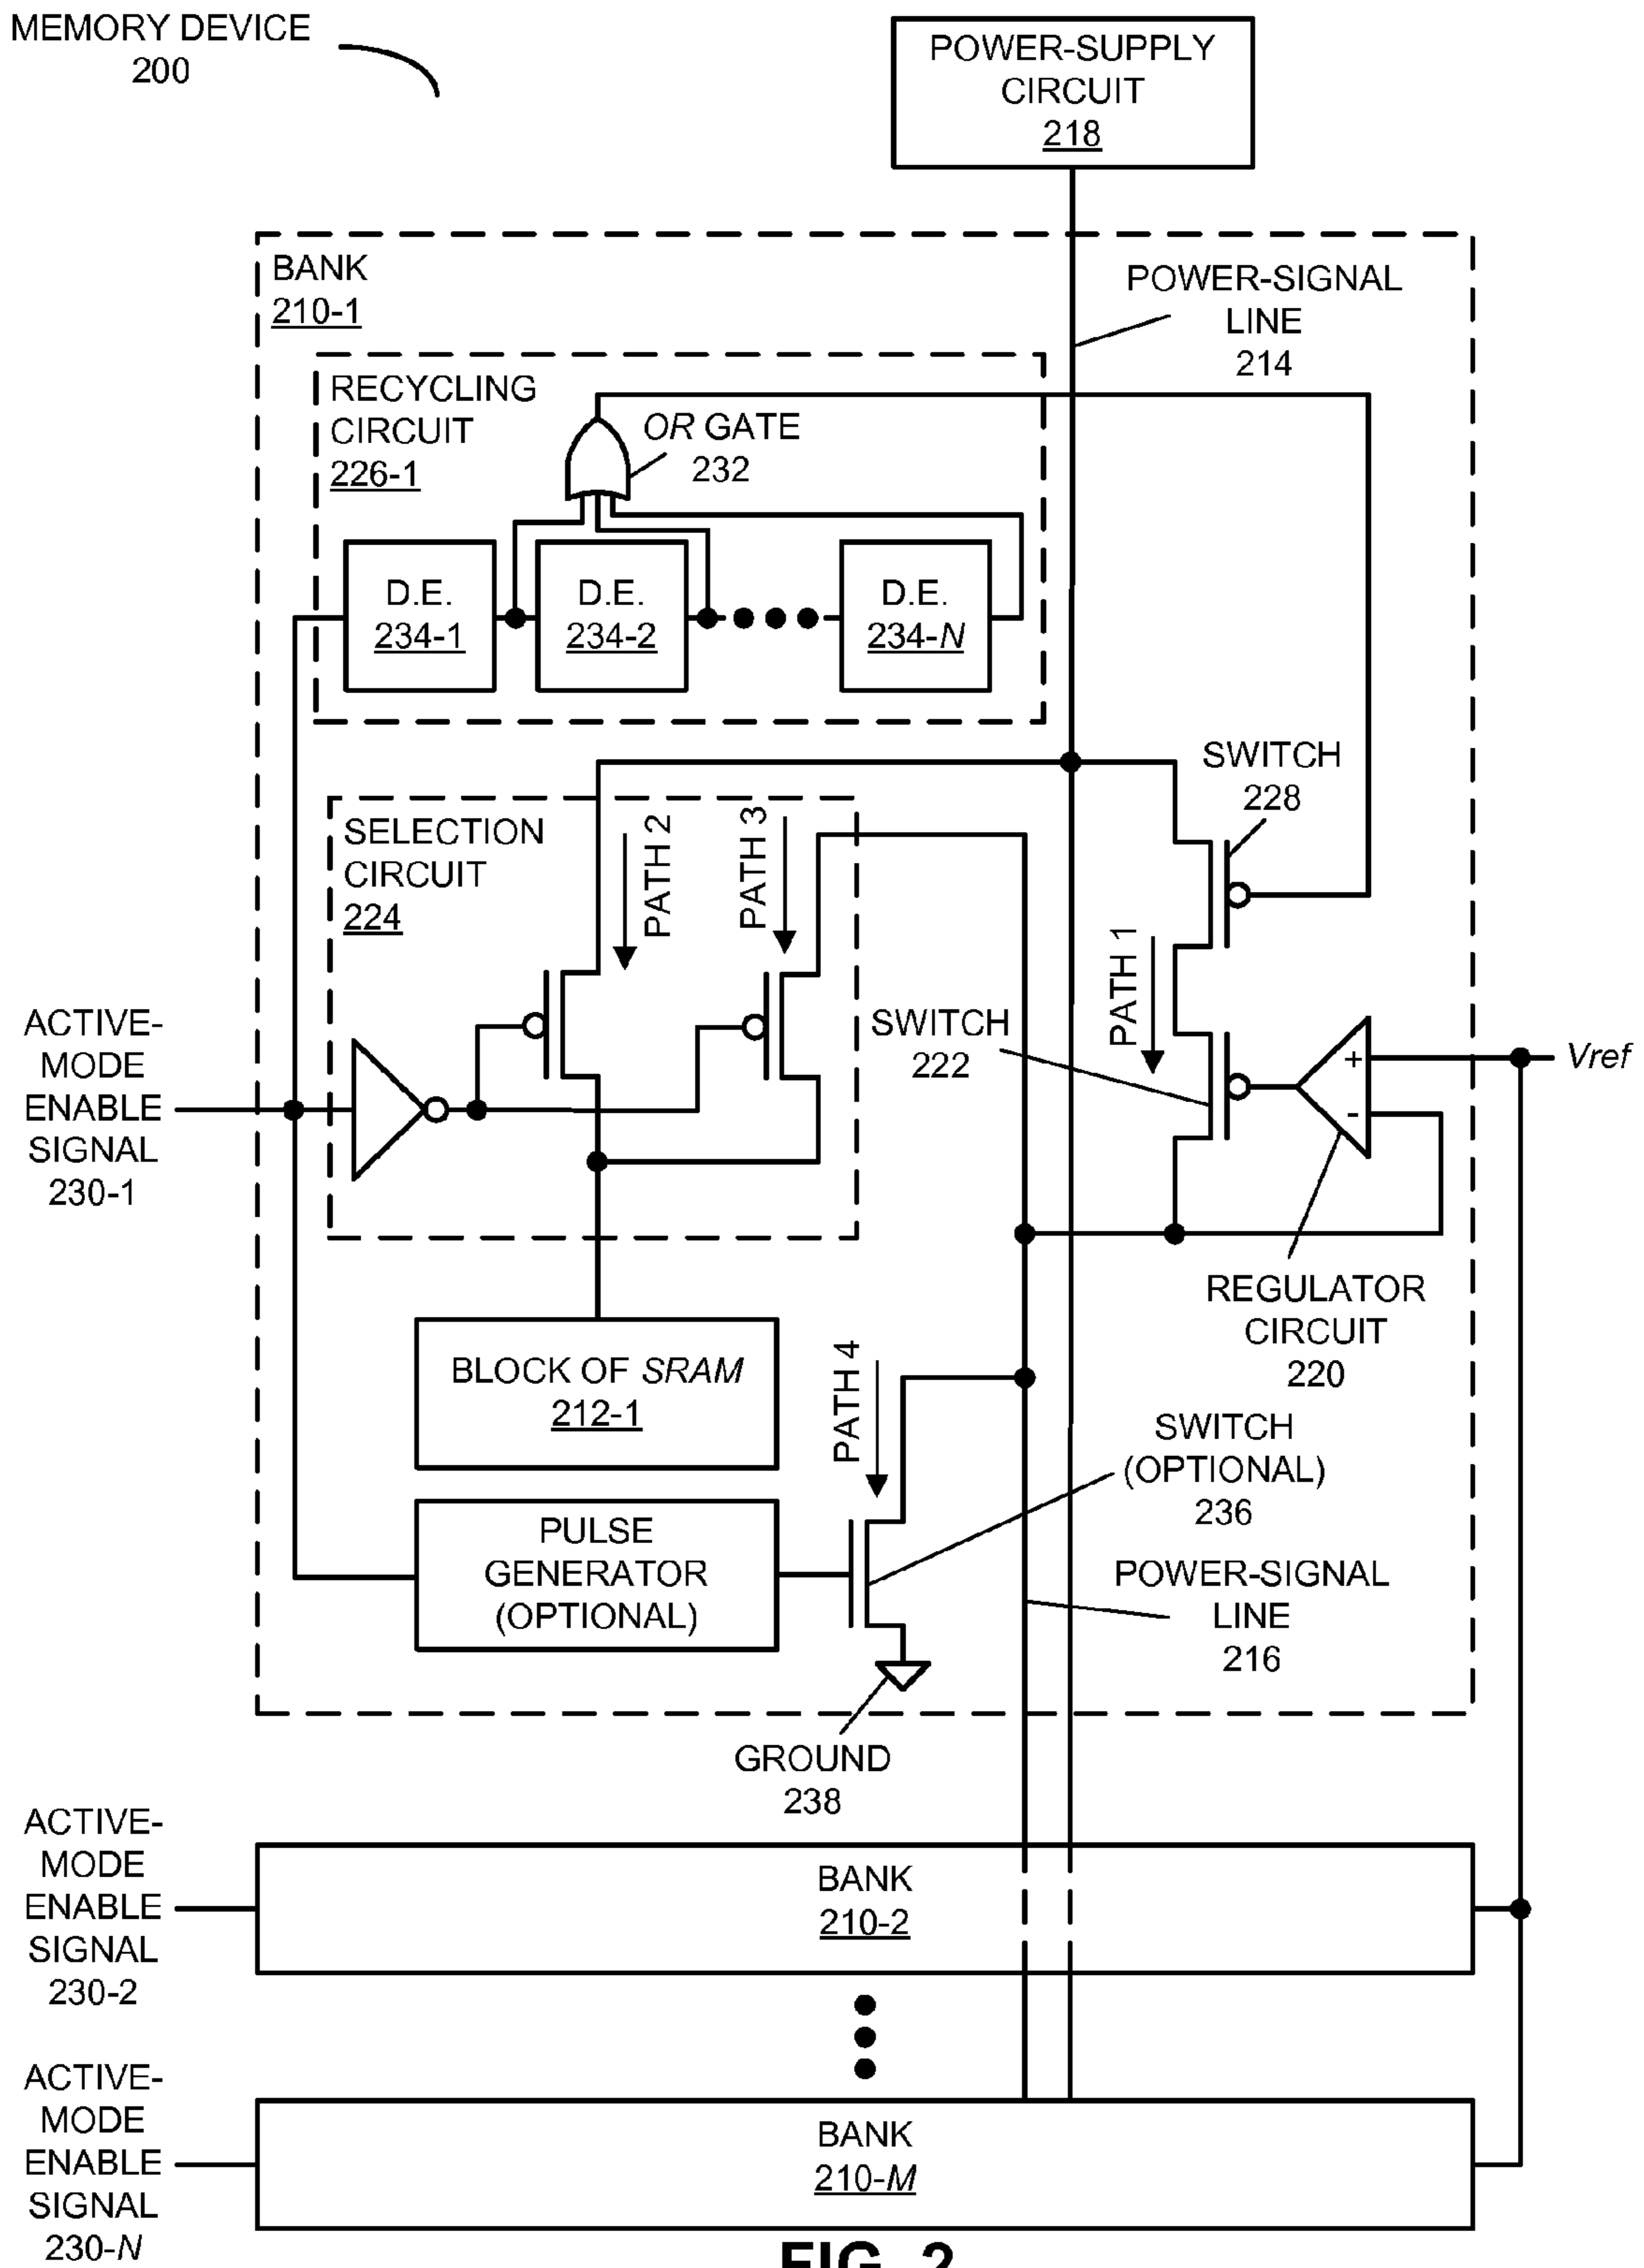 MEMORY DEVICE
200
POWER-SUPPLY
CIRCUIT
218
BANK
210-1
POWER-SIGNAL
LINE
214
RECYCLING
CIRCUIT
226-1
OR GATE
232
D.E.
234-1
D.E.
234-2
D.E.
234-N
SWITCH
228
SELECTION
CIRCUIT
224
PATH 2
PATH 3
PATH 1
SWITCH
222
+
-
Vref
ACTIVE-
MODE
ENABLE
SIGNAL
230-1
REGULATOR
CIRCUIT
220
BLOCK OF SRAM
212-1
PATH 4
SWITCH
(OPTIONAL)
236
PULSE
GENERATOR
(OPTIONAL)
POWER-SIGNAL
LINE
216
GROUND
238
ACTIVE-
MODE
ENABLE
SIGNAL
230-2
BANK
210-2
ACTIVE-
MODE
ENABLE
SIGNAL
230-N
BANK
210-M
FIG. 2